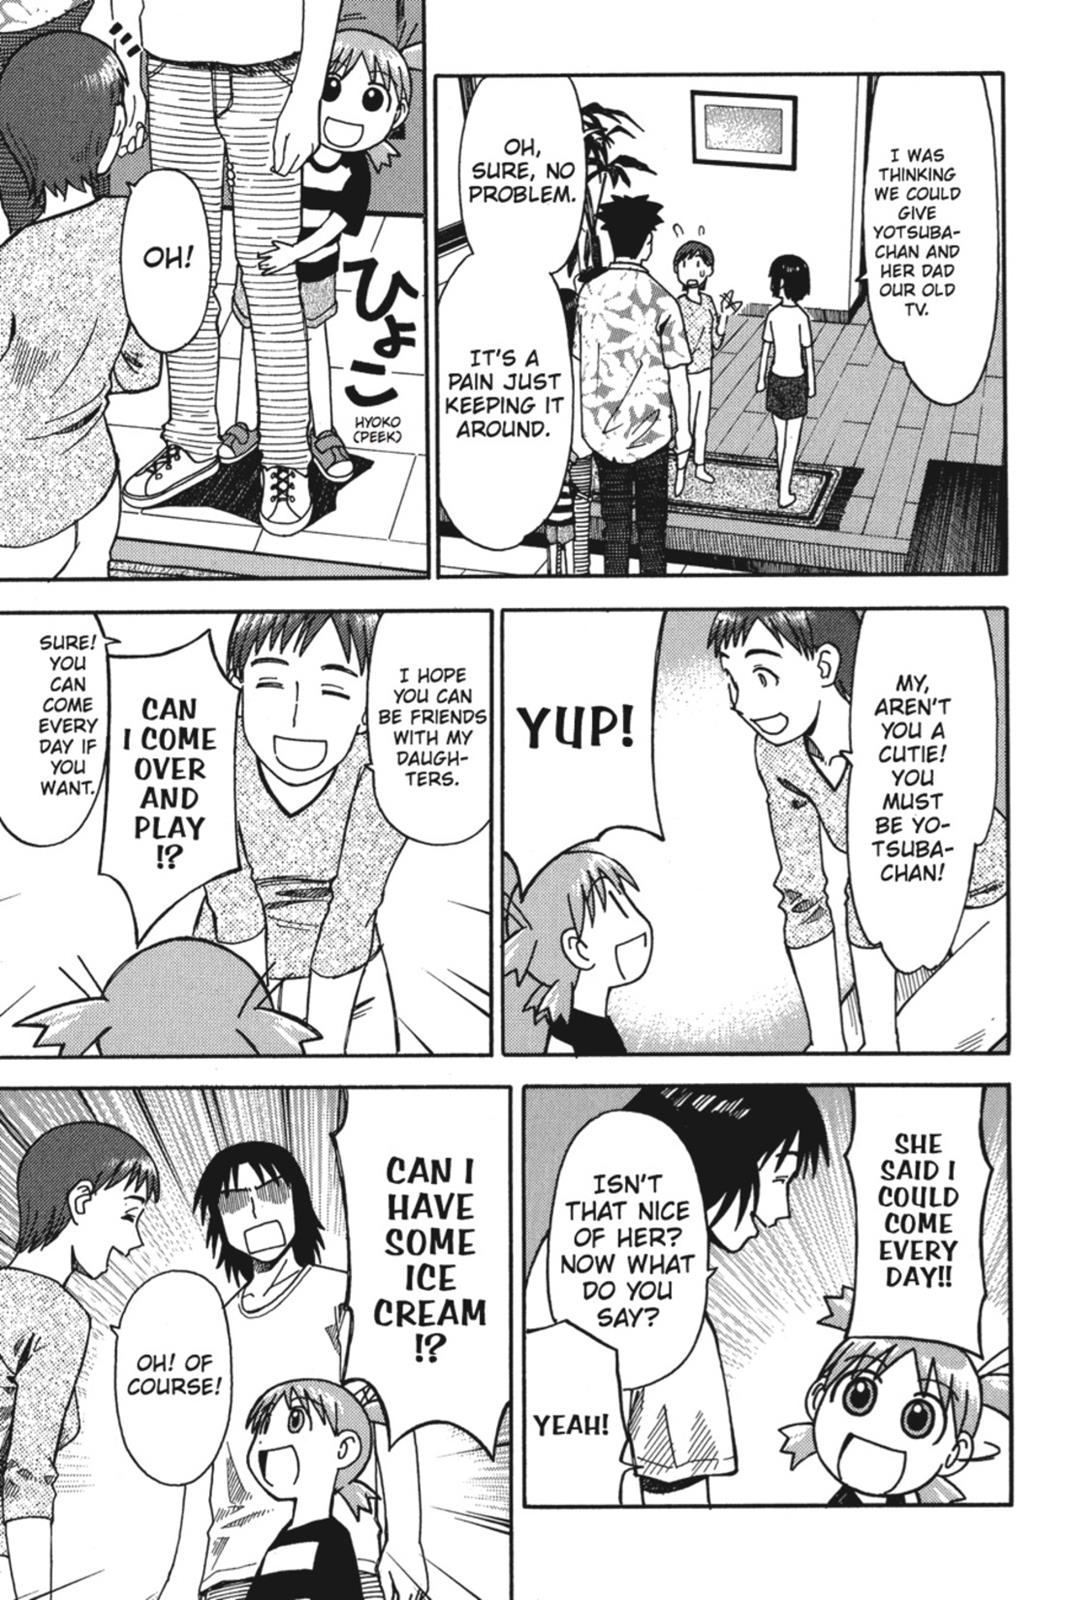 I WAS
THINKING
WE COULD
GIVE
YOTSUBA-
CHAN AND
HER DAD
OUR OLD
TV.
OH,
SURE, NO
PROBLEM.
IT'S A
PAIN JUST
KEEPING IT
AROUND.
OH!
ひょこ
HYOKO
(PEEK)
MY,
AREN'T
YOU A
CUTIE!
YOU
MUST
BE YO-
TSUBA-
CHAN!
YUP!
I HOPE
YOU CAN
BE FRIENDS
WITH MY
DAUGH-
TERS.
CAN
I COME
OVER
AND
PLAY
!?
SURE!
YOU
CAN
COME
EVERY
DAY IF
YOU
WANT.
SHE
SAID I
COULD
COME
EVERY
DAY!!
ISN'T
THAT NICE
OF HER?
NOW WHAT
DO YOU
SAY?
YEAH!
CAN I
HAVE
SOME
ICE
CREAM
!?
OH! OF
COURSE!